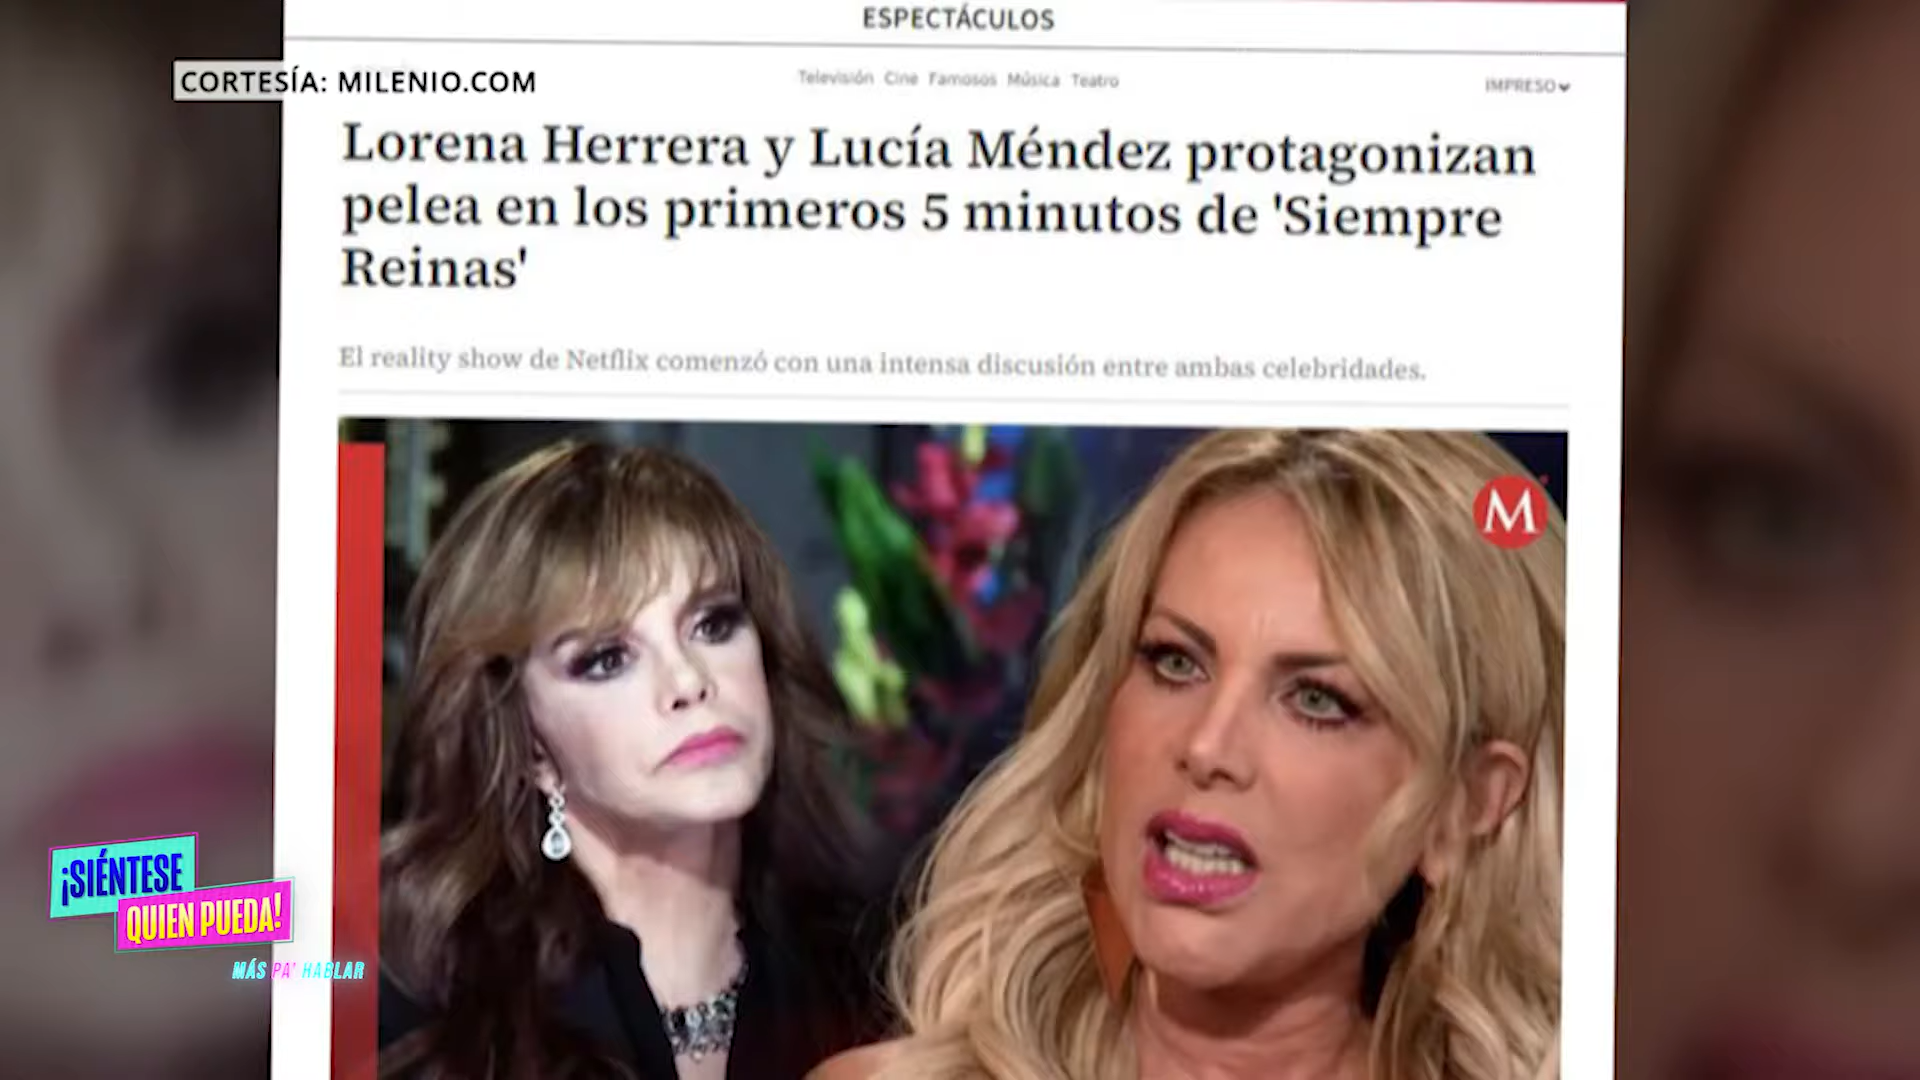 ESPECTÁCULOS
CORTESÍA: MILENIO.COM
Televisión Cine Famosos Música Teatro
IMPRESO
Lorena Herrera y Lucía Méndez protagonizan
pelea en los primeros 5 minutos de 'Siempre
Reinas'
El reality show de Netflix comenzó con una intensa discusión entre ambas celebridades.
M
¡SIÉNTESE
QUIEN PUEDA!
MÁS PA' HABLAR